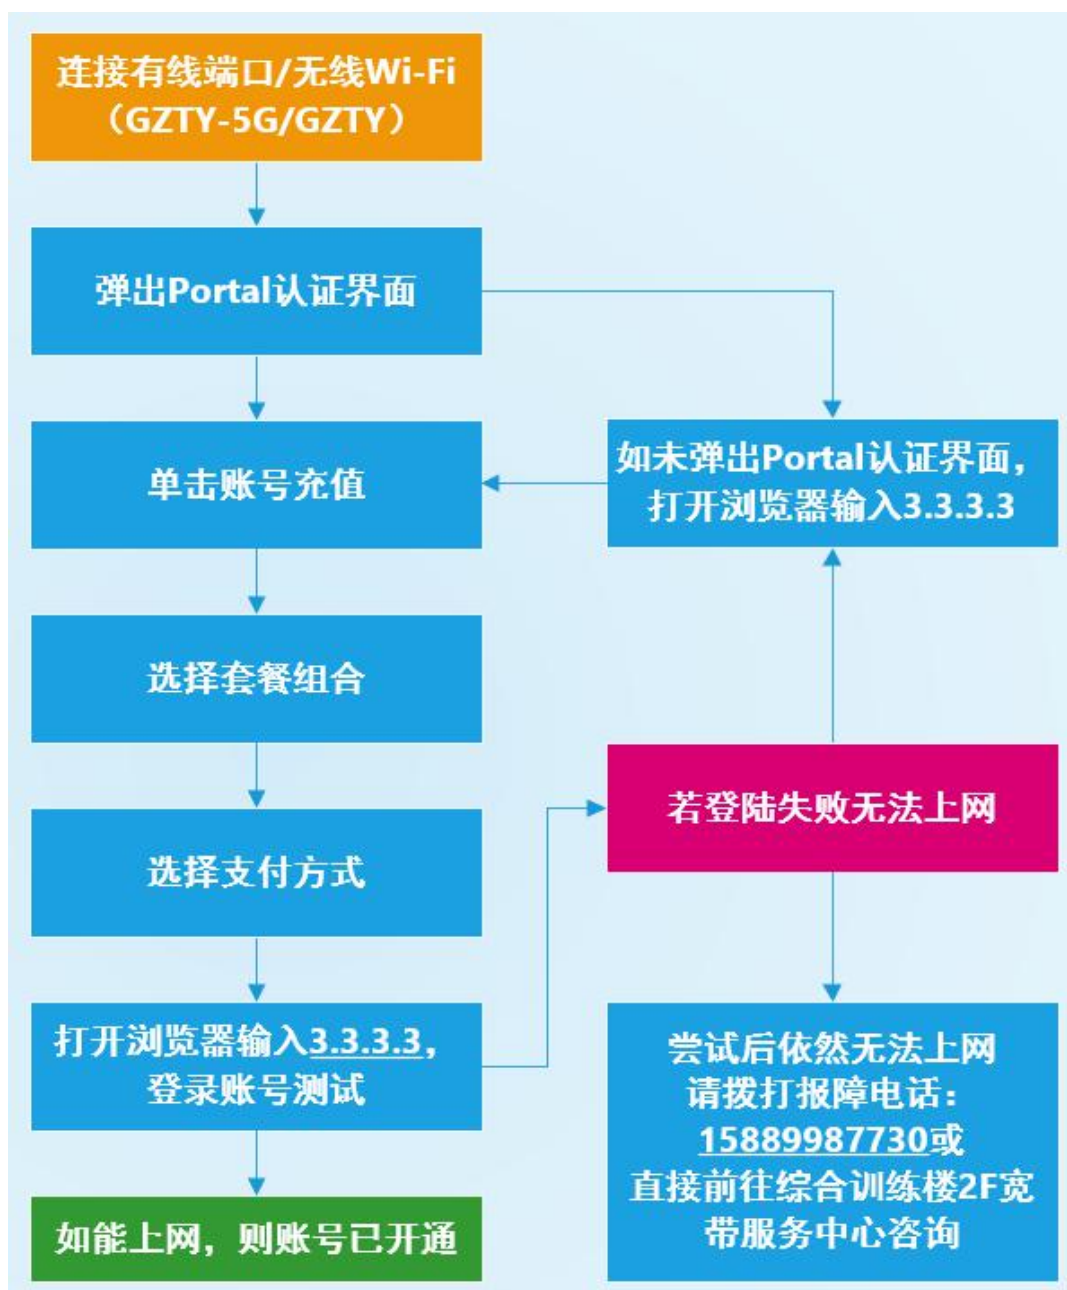 连接有线端口/无线Wi-Fi
（GZTY-5G/GZTY）
弹出Portal认证界面
单击账号充值
如未弹出Portal认证界面，
打开浏览器输入3.3.3.3
选择套餐组合
选择支付方式
若登陆失败无法上网
打开浏览器输入3.3.3.3，
登录账号测试
尝试后依然无法上网
请拨打报障电话：
15889987730或
直接前往综合训练楼2F宽
带服务中心咨询
如能上网，则账号已开通